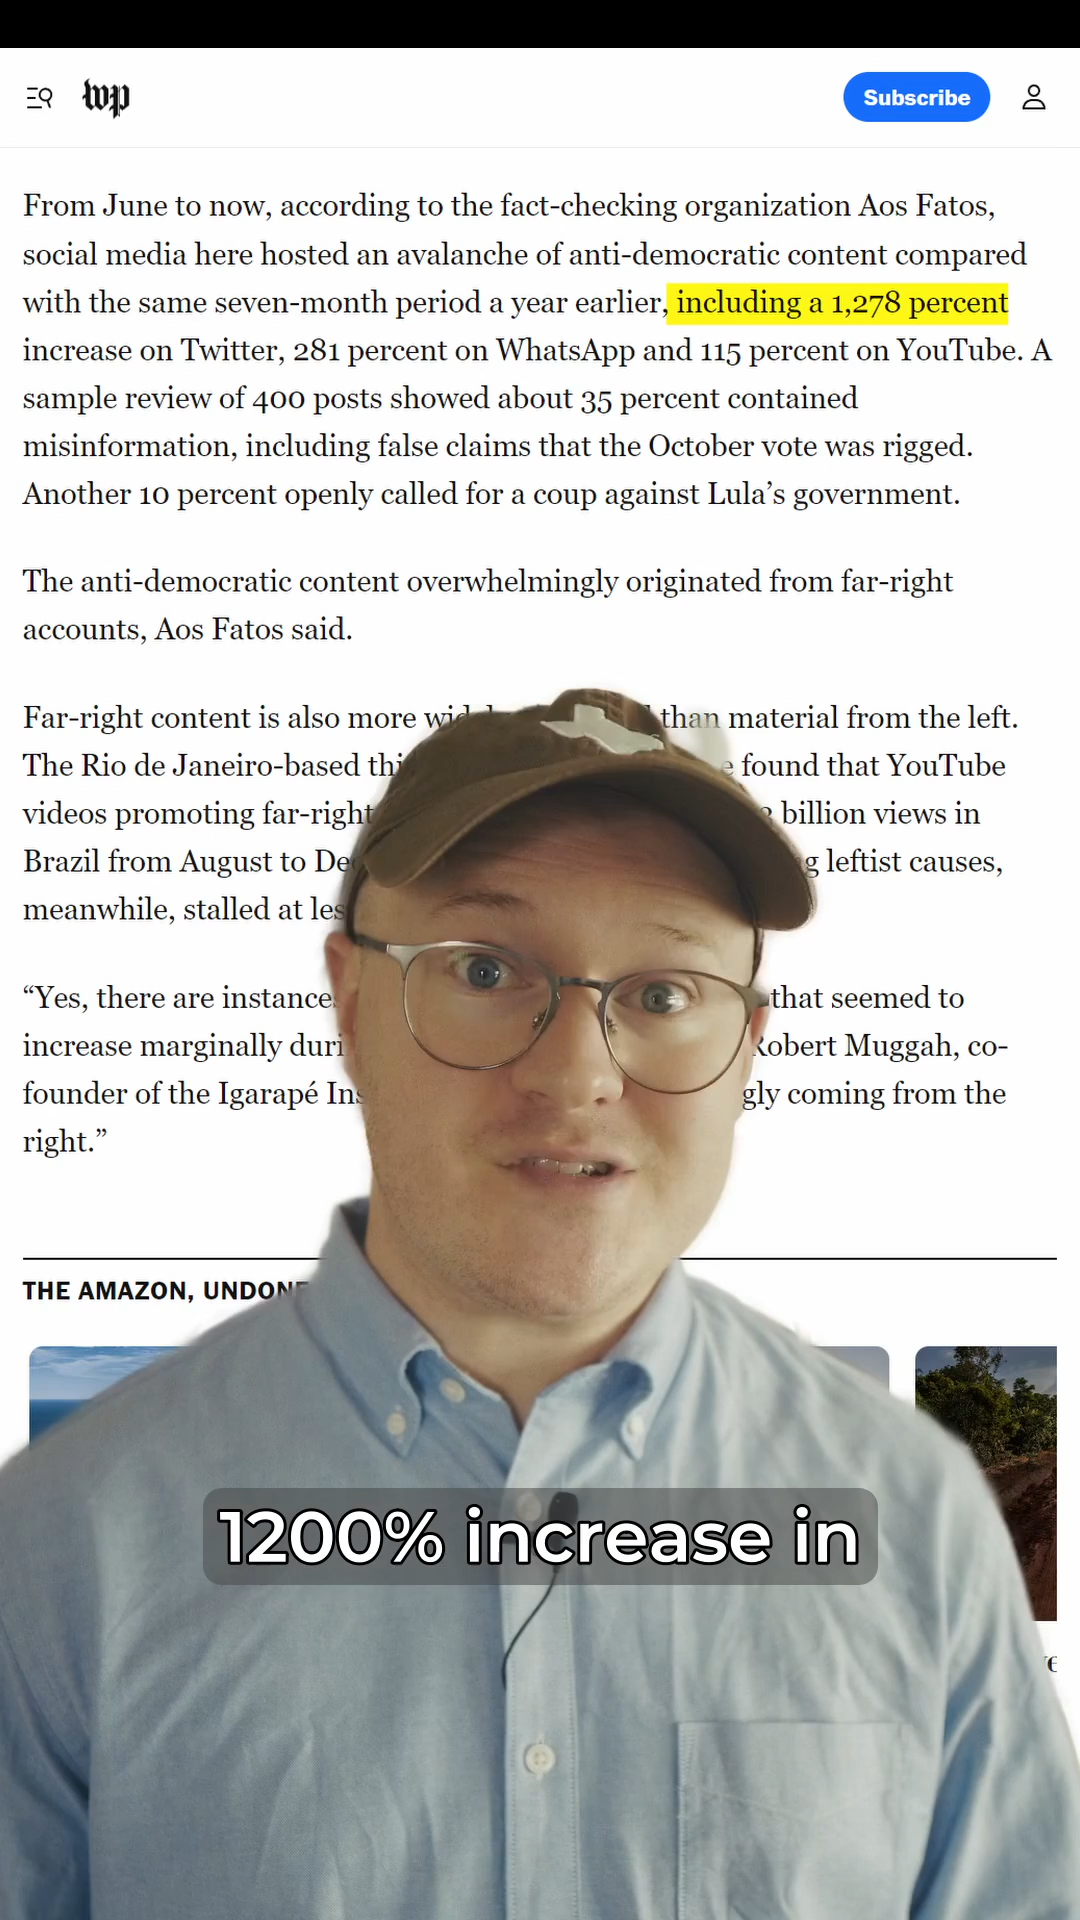 wp
Subscribe
From June to now, according to the fact-checking organization Aos Fatos,
social media here hosted an avalanche of anti-democratic content compared
with the same seven-month period a year earlier, including a 1,278 percent
increase on Twitter, 281 percent on WhatsApp and 115 percent on YouTube. A
sample review of 400 posts showed about 35 percent contained
misinformation, including false claims that the October vote was rigged.
Another 10 percent openly called for a coup against Lula’s government.
The anti-democratic content overwhelmingly originated from far-right
accounts, Aos Fatos said.
Far-right content is also more than material from the left.
The Rio de Janeiro-based found that YouTube
videos promoting far-right billion views in
Brazil from August to leftist causes,
meanwhile, stalled at
“Yes, there are that seemed to
increase marginally Robert Muggah, co-
founder of the Igarapé coming from the
right.”
THE AMAZON, UNDONE
1200% increase in